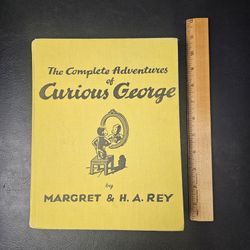 The Complete Adventures
of
Curious George
by
MARGRET & H. A. REY